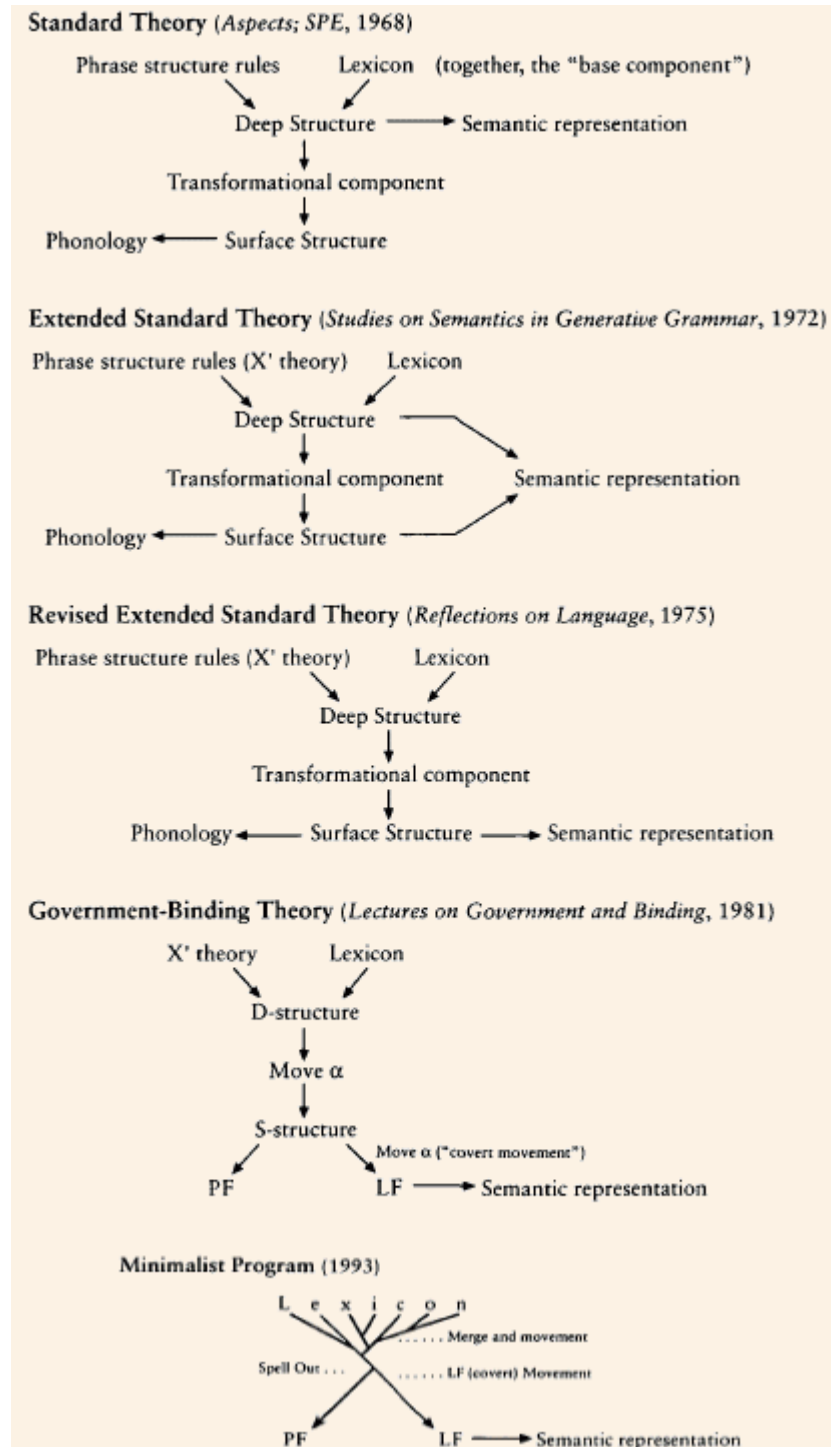 Standard Theory (Aspects; SPE, 1968)
Phrase structure rules Lexicon (together, the “base component”)
Deep Structure Semantic representation
Transformational component
Phonology Surface Structure
Extended Standard Theory (Studies on Semantics in Generative Grammar, 1972)
Phrase structure rules (X' theory) Lexicon
Deep Structure
Transformational component Semantic representation
Phonology Surface Structure
Revised Extended Standard Theory (Reflections on Language, 1975)
Phrase structure rules (X' theory) Lexicon
Deep Structure
Transformational component
Phonology Surface Structure Semantic representation
Government-Binding Theory (Lectures on Government and Binding, 1981)
X' theory Lexicon
D-structure
Move α
S-structure
Move α (“covert movement”)
PF LF Semantic representation
Minimalist Program (1993)
L e x i c o n
...... Merge and movement
Spell Out ... ...... LF (covert) Movement
PF LF Semantic representation